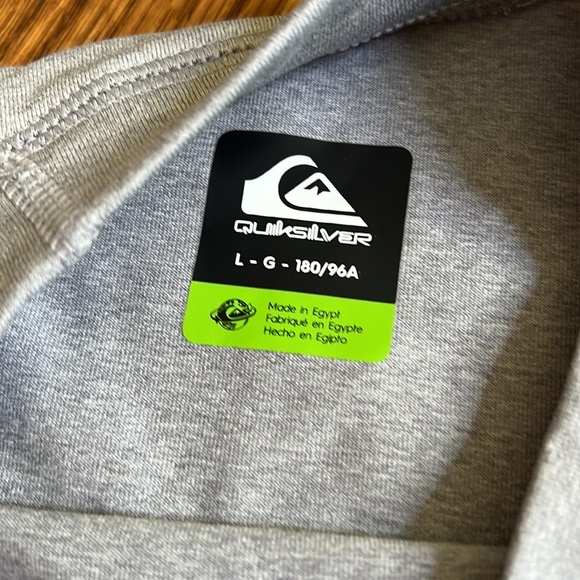 QUIKSILVER
L - G - 180/96A
Made in Egypt
Fabriqué en Egypte
Hecho en Egipto